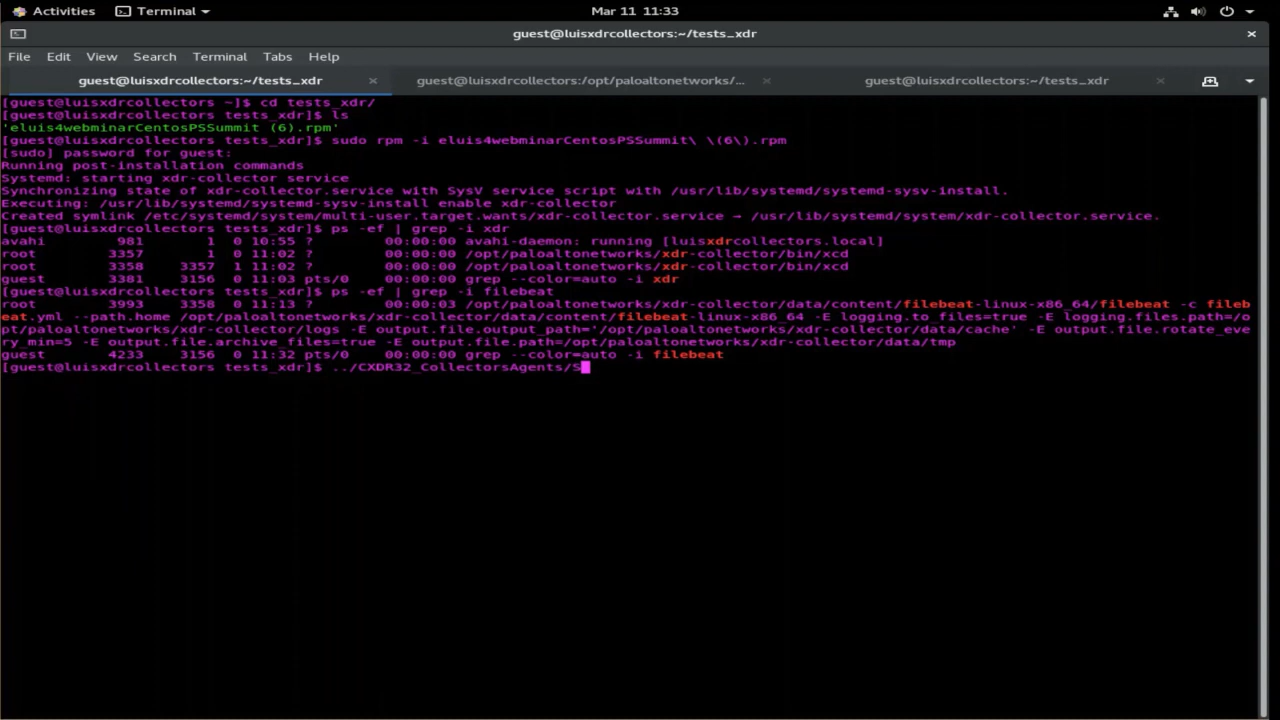 Activities Terminal Mar 11 11:33
guest@luisxdrcollectors:~/tests_xdr
File Edit View Search Terminal Tabs Help
guest@luisxdrcollectors:~/tests_xdr × guest@luisxdrcollectors:/opt/paloaltonetworks/... × guest@luisxdrcollectors:~/tests_xdr ×
[guest@luisxdrcollectors ~]$ cd tests_xdr/
[guest@luisxdrcollectors tests_xdr]$ ls
'eluis4webminarCentosPSSummit (6).rpm'
[guest@luisxdrcollectors tests_xdr]$ sudo rpm -i eluis4webminarCentosPSSummit\ \(6\).rpm
[sudo] password for guest:
Running post-installation commands
Systemd: starting xdr-collector service
Synchronizing state of xdr-collector.service with SysV service script with /usr/lib/systemd/systemd-sysv-install.
Executing: /usr/lib/systemd/systemd-sysv-install enable xdr-collector
Created symlink /etc/systemd/system/multi-user.target.wants/xdr-collector.service → /usr/lib/systemd/system/xdr-collector.service.
[guest@luisxdrcollectors tests_xdr]$ ps -ef | grep -i xdr
avahi 981 1 0 10:55 ? 00:00:00 avahi-daemon: running [luisxdrcollectors.local]
root 3357 1 0 11:02 ? 00:00:00 /opt/paloaltonetworks/xdr-collector/bin/xcd
root 3358 3357 1 11:02 ? 00:00:00 /opt/paloaltonetworks/xdr-collector/bin/xcd
guest 3381 3156 0 11:03 pts/0 00:00:00 grep --color=auto -i xdr
[guest@luisxdrcollectors tests_xdr]$ ps -ef | grep -i filebeat
root 3993 3358 0 11:13 ? 00:00:03 /opt/paloaltonetworks/xdr-collector/data/content/filebeat-linux-x86_64/filebeat -c fileb
eat.yml --path.home /opt/paloaltonetworks/xdr-collector/data/content/filebeat-linux-x86_64 -E logging.to_files=true -E logging.files.path=/o
pt/paloaltonetworks/xdr-collector/logs -E output.file.output_path='/opt/paloaltonetworks/xdr-collector/data/cache' -E output.file.rotate_eve
ry_min=5 -E output.file.archive_files=true -E output.file.path=/opt/paloaltonetworks/xdr-collector/data/tmp
guest 4233 3156 0 11:32 pts/0 00:00:00 grep --color=auto -i filebeat
[guest@luisxdrcollectors tests_xdr]$ ../CXDR32_CollectorsAgents/S